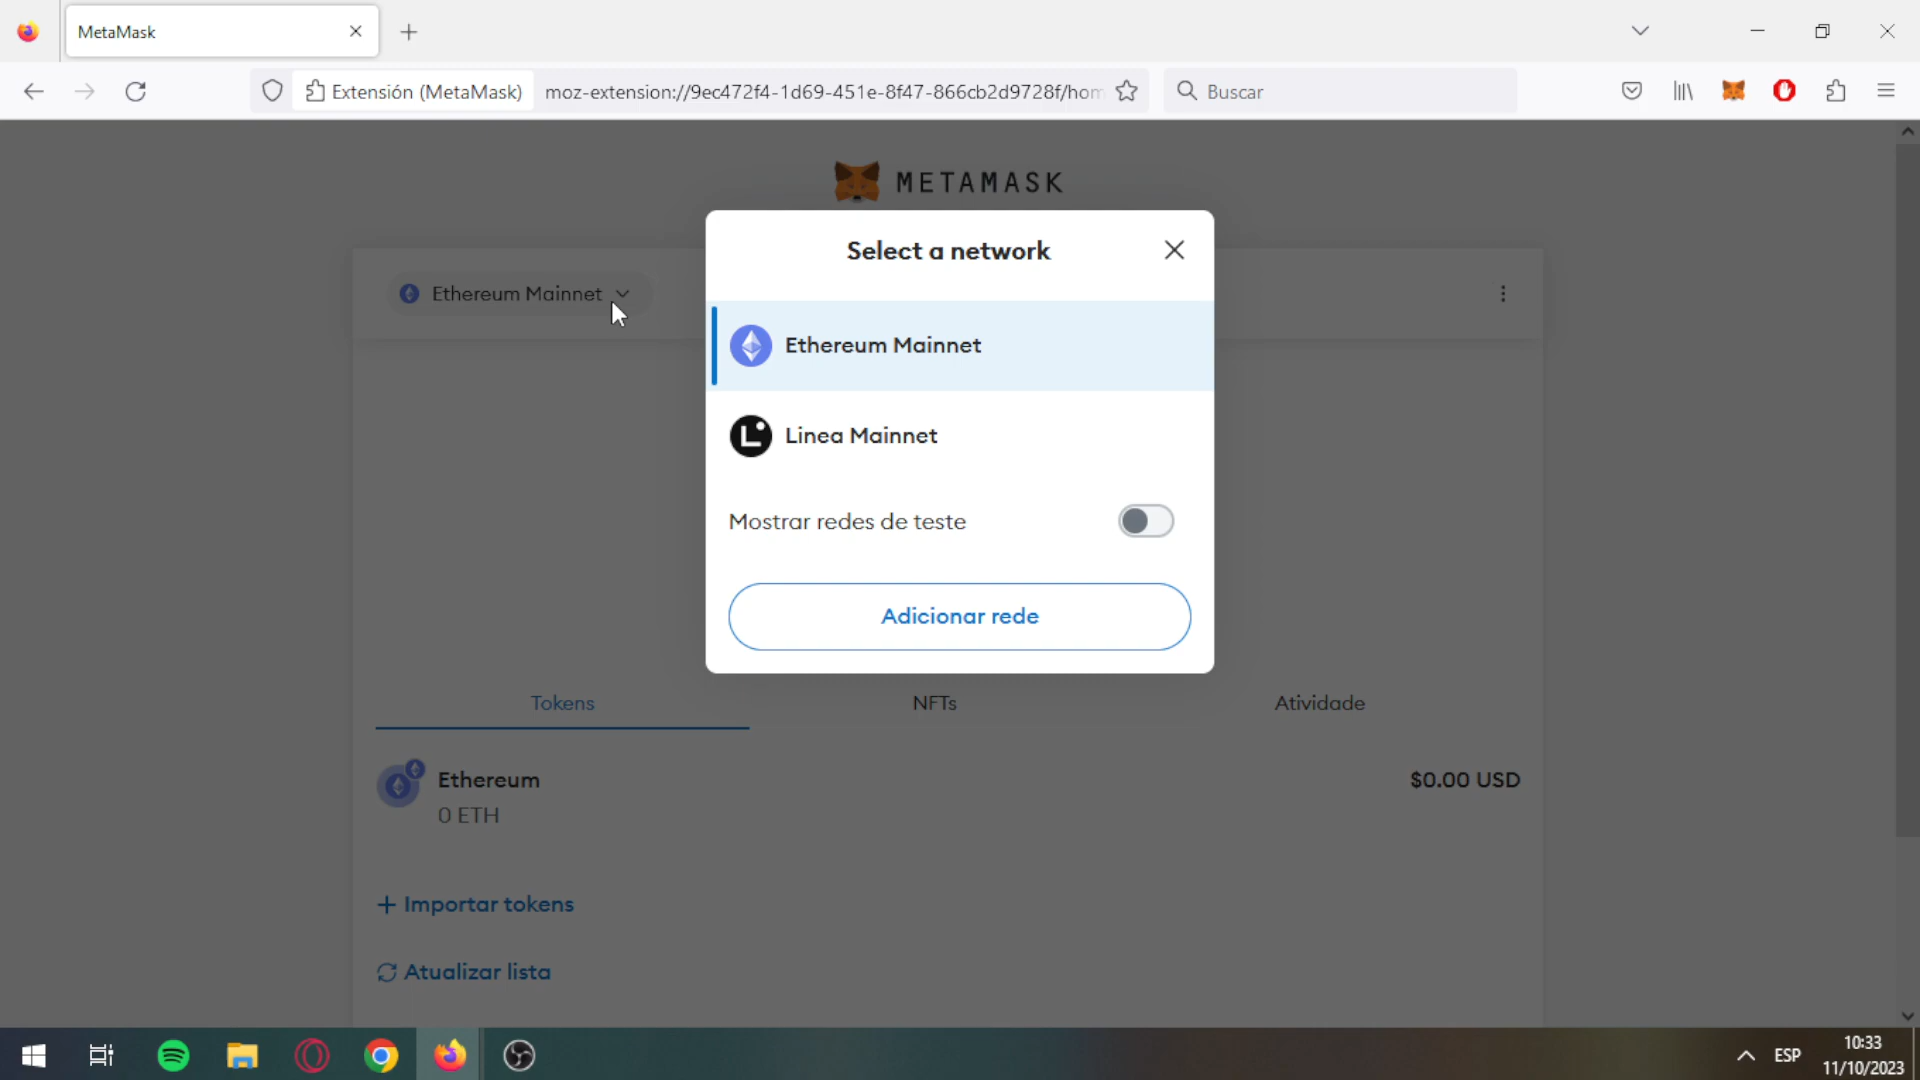 MetaMask
Extensión (MetaMask)
moz-extension://9ec472f4-1d69-451e-8f47-866cb2d9728f/hom
Buscar
METAMASK
Select a network
Ethereum Mainnet
Ethereum Mainnet
Linea Mainnet
Mostrar redes de teste
Adicionar rede
Tokens
NFTs
Atividade
Ethereum
$0.00 USD
0 ETH
+ Importar tokens
Atualizar lista
ESP
10:33
11/10/2023